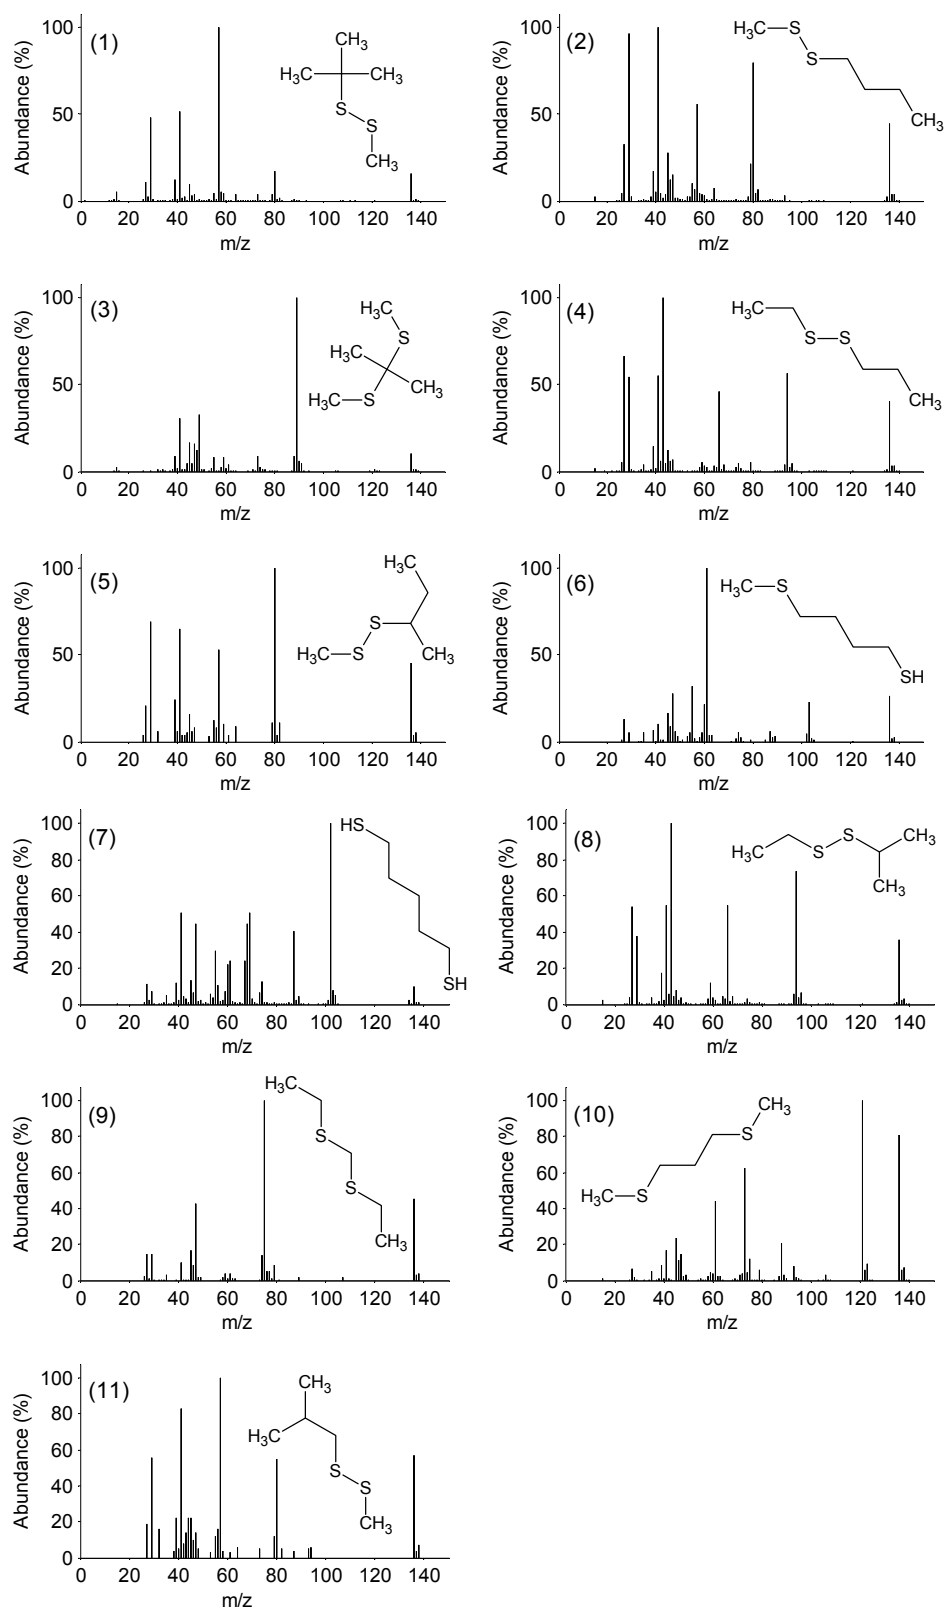 (1)
Abundance (%)
100
50
0
0 20 40 60 80 100 120 140
m/z
CH₃
H₃C CH₃
S
S
CH₃
(2)
Abundance (%)
100
50
0
0 20 40 60 80 100 120 140
m/z
H₃C S
S
CH₃
(3)
Abundance (%)
100
50
0
0 20 40 60 80 100 120 140
m/z
H₃C
S
H₃C
CH₃
H₃C S
(4)
Abundance (%)
100
50
0
0 20 40 60 80 100 120 140
m/z
H₃C
S S
CH₃
(5)
Abundance (%)
100
50
0
0 20 40 60 80 100 120 140
m/z
H₃C
S
H₃C S CH₃
(6)
Abundance (%)
100
50
0
0 20 40 60 80 100 120 140
m/z
H₃C S
SH
(7)
Abundance (%)
100
80
60
40
20
0
0 20 40 60 80 100 120 140
m/z
HS
SH
(8)
Abundance (%)
100
80
60
40
20
0
0 20 40 60 80 100 120 140
m/z
S CH₃
H₃C S
CH₃
(9)
Abundance (%)
100
80
60
40
20
0
0 20 40 60 80 100 120 140
m/z
H₃C
S
S
CH₃
(10)
Abundance (%)
100
80
60
40
20
0
0 20 40 60 80 100 120 140
m/z
CH₃
S
H₃C S
(11)
Abundance (%)
100
80
60
40
20
0
0 20 40 60 80 100 120 140
m/z
CH₃
H₃C
S
S
CH₃